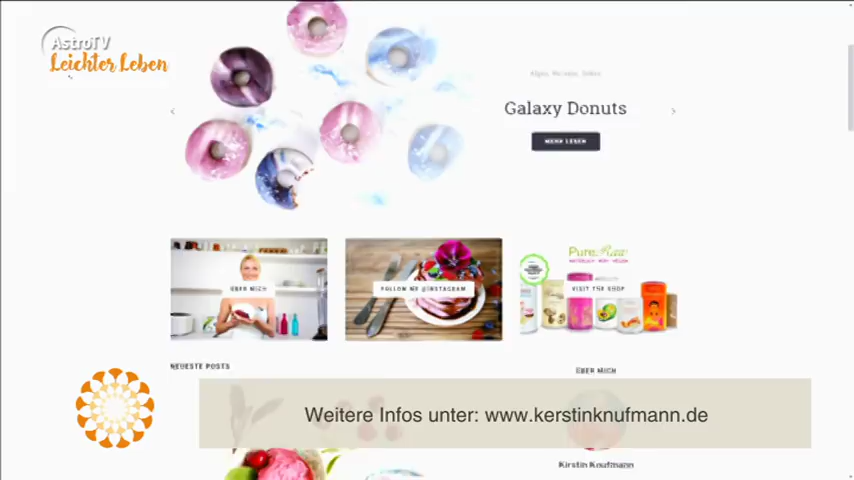 AstroTV
Leichter Leben
Galaxy Donuts
MEHR LESEN
ÜBER MICH
FOLLOW ME @INSTAGRAM
PureRaw
VISIT THE SHOP
NEUESTE POSTS
ÜBER MICH
Weitere Infos unter: www.kerstinknufmann.de
Kirstin Knufmann